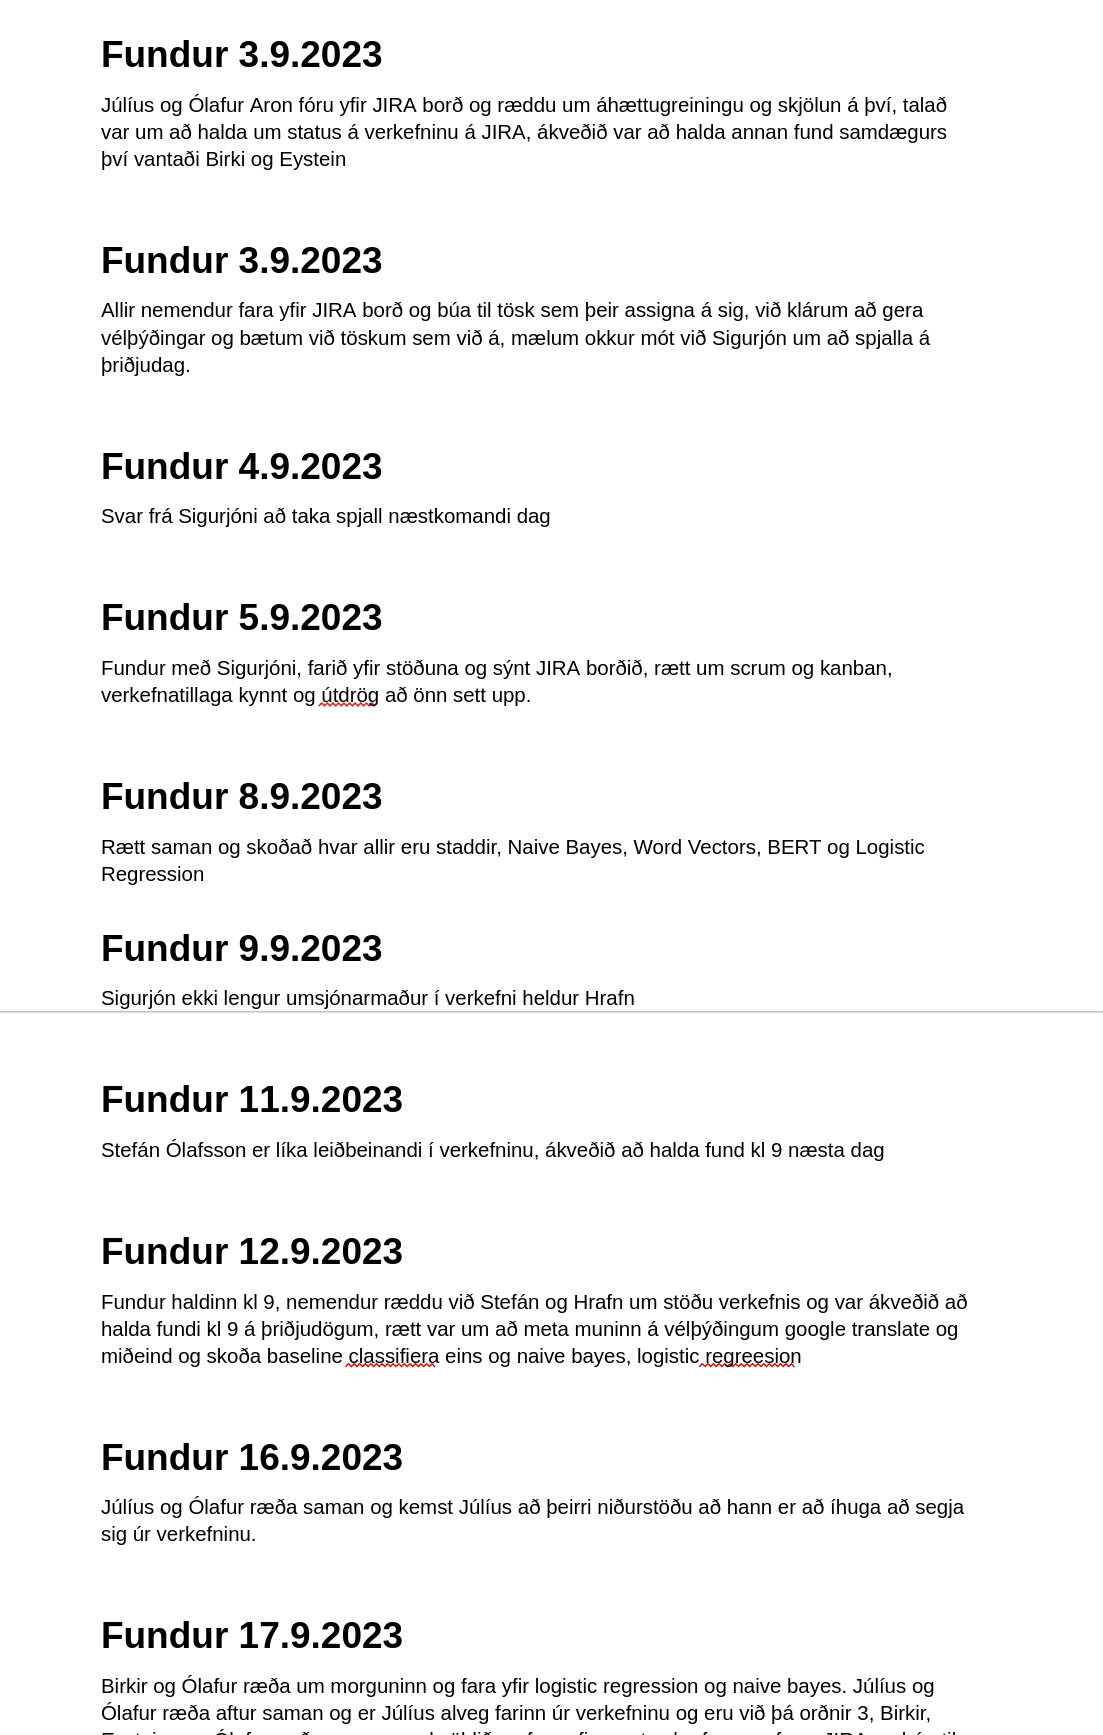 Fundur 3.9.2023
Júlíus og Ólafur Aron fóru yfir JIRA borð og ræddu um áhættugreiningu og skjölun á því, talað
var um að halda um status á verkefninu á JIRA, ákveðið var að halda annan fund samdægurs
því vantaði Birki og Eystein
Fundur 3.9.2023
Allir nemendur fara yfir JIRA borð og búa til tösk sem þeir assigna á sig, við klárum að gera
vélþýðingar og bætum við töskum sem við á, mælum okkur mót við Sigurjón um að spjalla á
þriðjudag.
Fundur 4.9.2023
Svar frá Sigurjóni að taka spjall næstkomandi dag
Fundur 5.9.2023
Fundur með Sigurjóni, farið yfir stöðuna og sýnt JIRA borðið, rætt um scrum og kanban,
verkefnatillaga kynnt og útdrög að önn sett upp.
Fundur 8.9.2023
Rætt saman og skoðað hvar allir eru staddir, Naive Bayes, Word Vectors, BERT og Logistic
Regression
Fundur 9.9.2023
Sigurjón ekki lengur umsjónarmaður í verkefni heldur Hrafn
Fundur 11.9.2023
Stefán Ólafsson er líka leiðbeinandi í verkefninu, ákveðið að halda fund kl 9 næsta dag
Fundur 12.9.2023
Fundur haldinn kl 9, nemendur ræddu við Stefán og Hrafn um stöðu verkefnis og var ákveðið að
halda fundi kl 9 á þriðjudögum, rætt var um að meta muninn á vélþýðingum google translate og
miðeind og skoða baseline classifiera eins og naive bayes, logistic regreesion
Fundur 16.9.2023
Júlíus og Ólafur ræða saman og kemst Júlíus að þeirri niðurstöðu að hann er að íhuga að segja
sig úr verkefninu.
Fundur 17.9.2023
Birkir og Ólafur ræða um morguninn og fara yfir logistic regression og naive bayes. Júlíus og
Ólafur ræða aftur saman og er Júlíus alveg farinn úr verkefninu og eru við þá orðnir 3, Birkir,